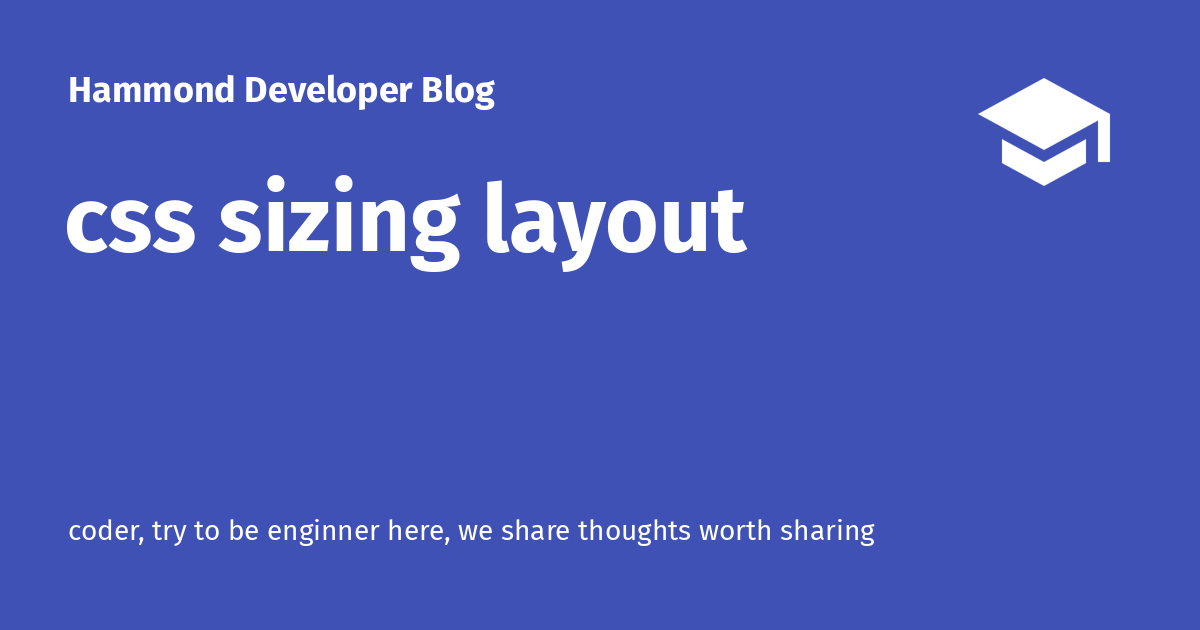 Hammond Developer Blog
css sizing layout
coder, try to be enginner here, we share thoughts worth sharing